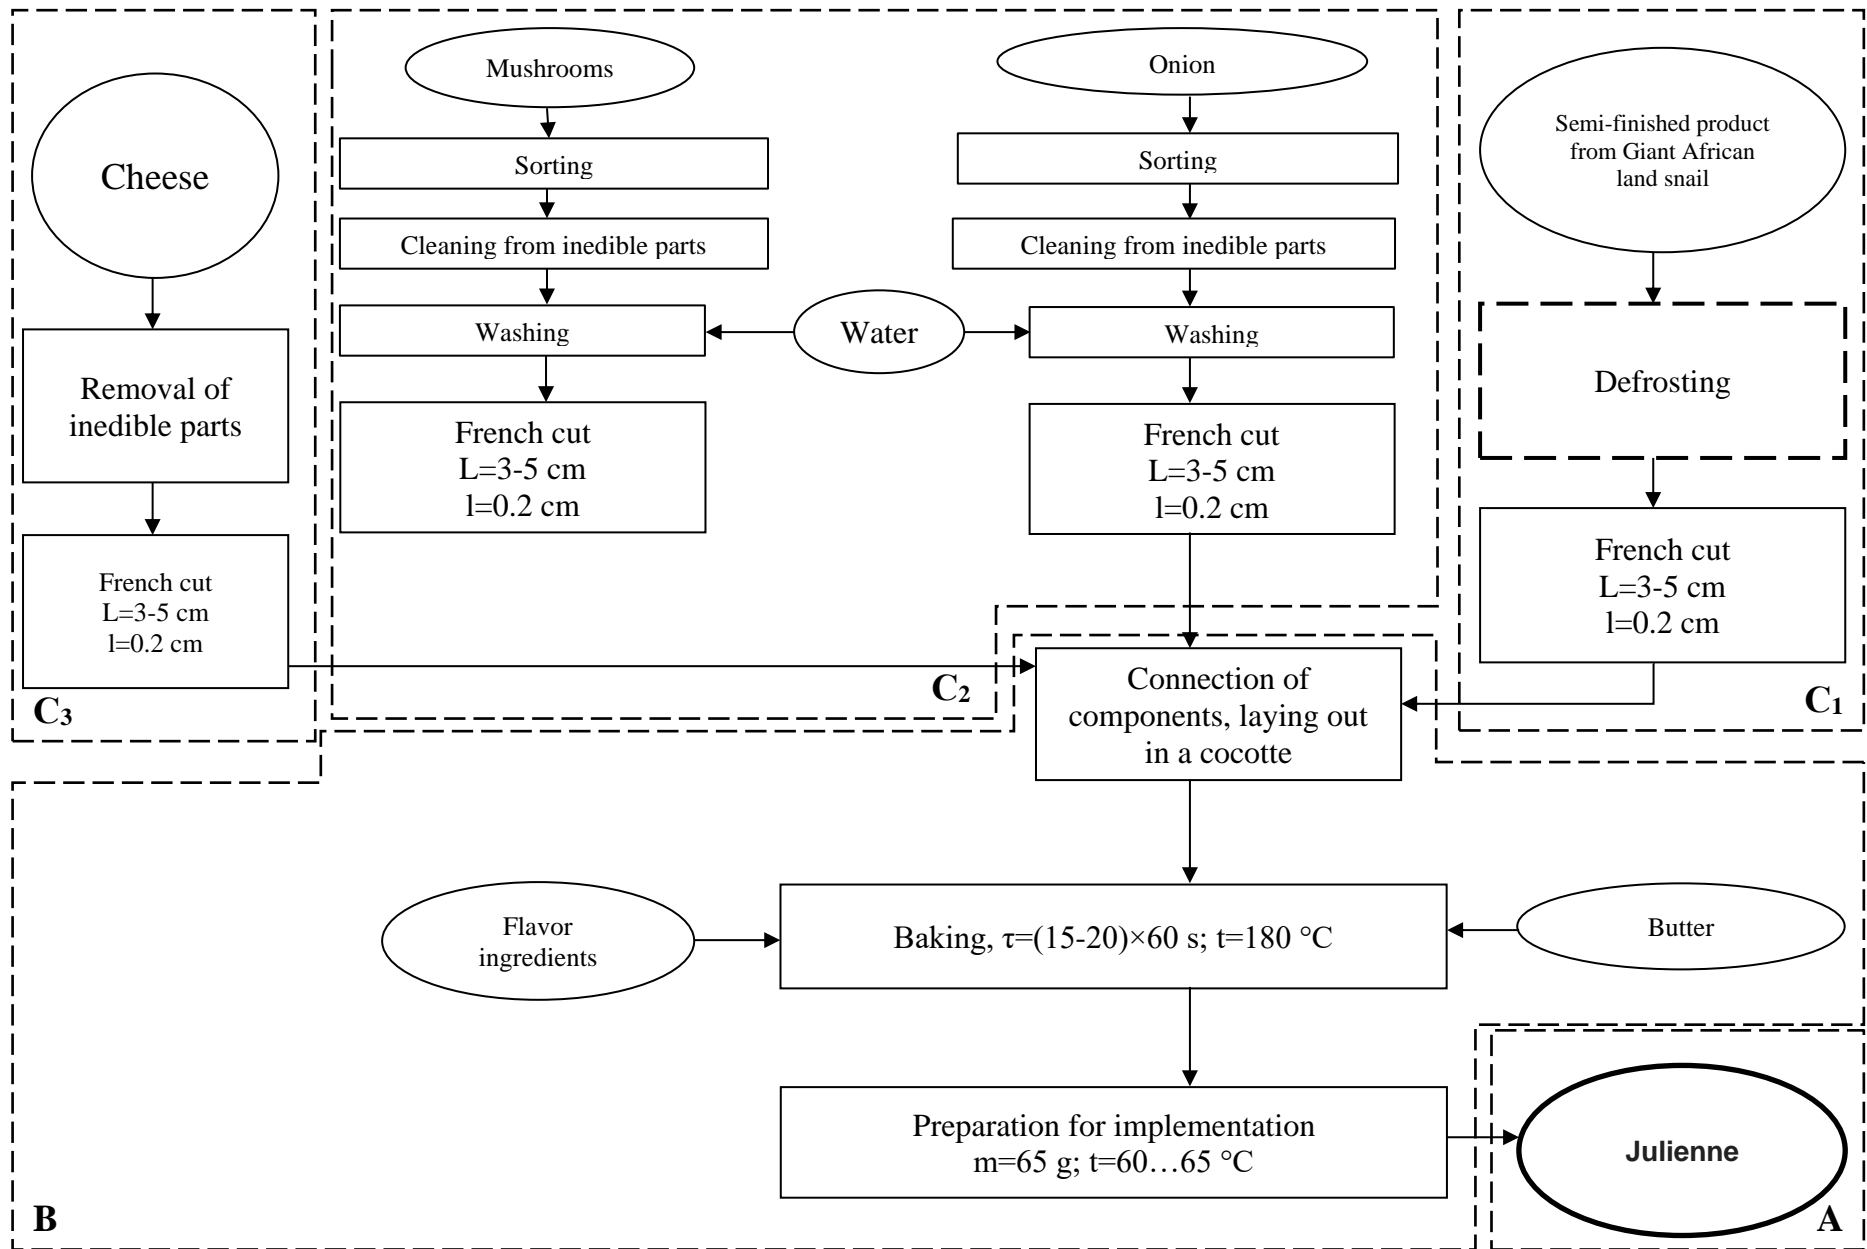 Cheese
Removal of
inedible parts
French cut
L=3-5 cm
l=0.2 cm
C3
Mushrooms
Sorting
Cleaning from inedible parts
Washing
French cut
L=3-5 cm
l=0.2 cm
Water
Onion
Sorting
Cleaning from inedible parts
Washing
French cut
L=3-5 cm
l=0.2 cm
C2
Semi-finished product
from Giant African
land snail
Defrosting
French cut
L=3-5 cm
l=0.2 cm
C1
Connection of
components, laying out
in a cocotte
Flavor
ingredients
Baking, τ=(15-20)×60 s; t=180 °C
Butter
Preparation for implementation
m=65 g; t=60…65 °C
Julienne
B
A